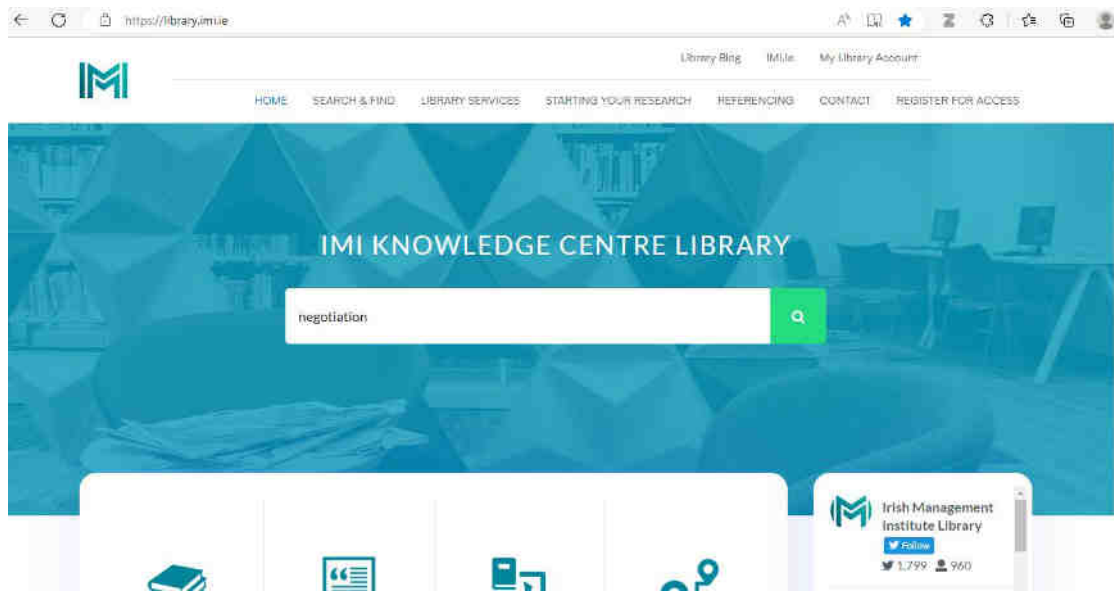 https://library.imi.ie
Library Blog IMI.ie My Library Account
IMI
HOME SEARCH & FIND LIBRARY SERVICES STARTING YOUR RESEARCH REFERENCING CONTACT REGISTER FOR ACCESS
IMI KNOWLEDGE CENTRE LIBRARY
negotiation
Irish Management
Institute Library
Follow
1,799 960